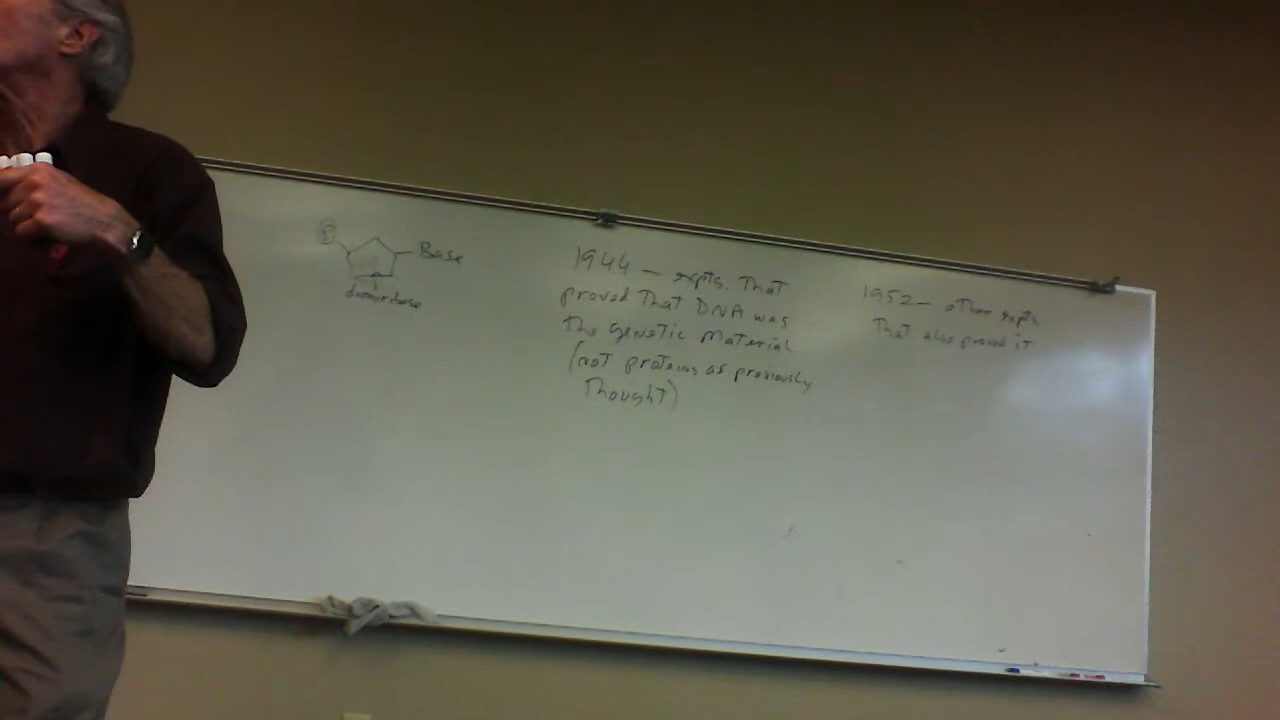 P
Base
deoxyribose
1944 - expts. That
proved That DNA was
The genetic Material
(not proteins as previously
Thought)
1952 - other expts
That also proved it